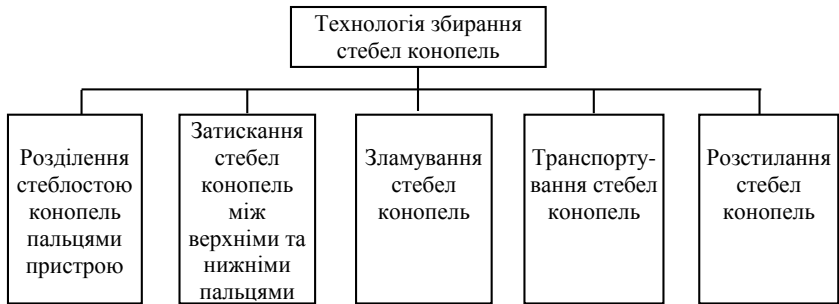 Технологія збирання
стебел конопель
Розділення
стеблостою
конопель
пальцями
пристрою
Затискання
стебел
конопель
між
верхніми та
нижніми
пальцями
Зламування
стебел
конопель
Транспорту-
вання стебел
конопель
Розстилання
стебел
конопель